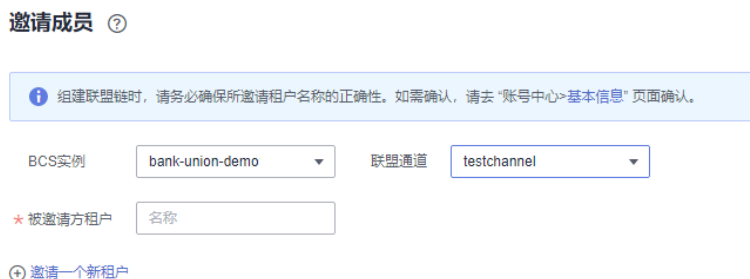 邀请成员
组建联盟链时，请务必确保所邀请租户名称的正确性。如需确认，请去 “账号中心>基本信息” 页面确认。
BCS实例 bank-union-demo 联盟通道 testchannel
* 被邀请方租户 名称
邀请一个新租户